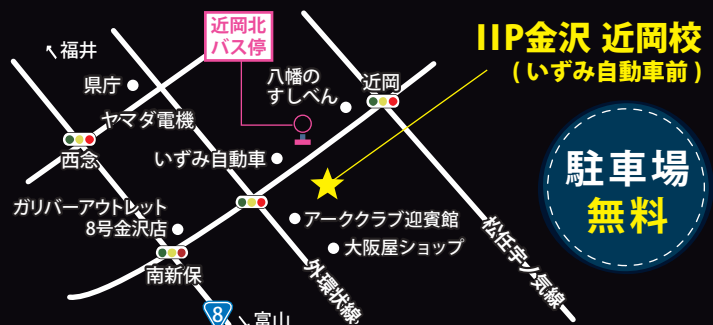 近岡北
バス停
IIP金沢 近岡校
(いずみ自動車前)
↖福井
県庁
八幡の
すしべん
近岡
ヤマダ電機
西念
いずみ自動車
駐車場
無料
ガリバーアウトレット
8号金沢店
アーククラブ迎賓館
大阪屋ショップ
南新保
外環状線
松任宇ノ気線
8
↘富山